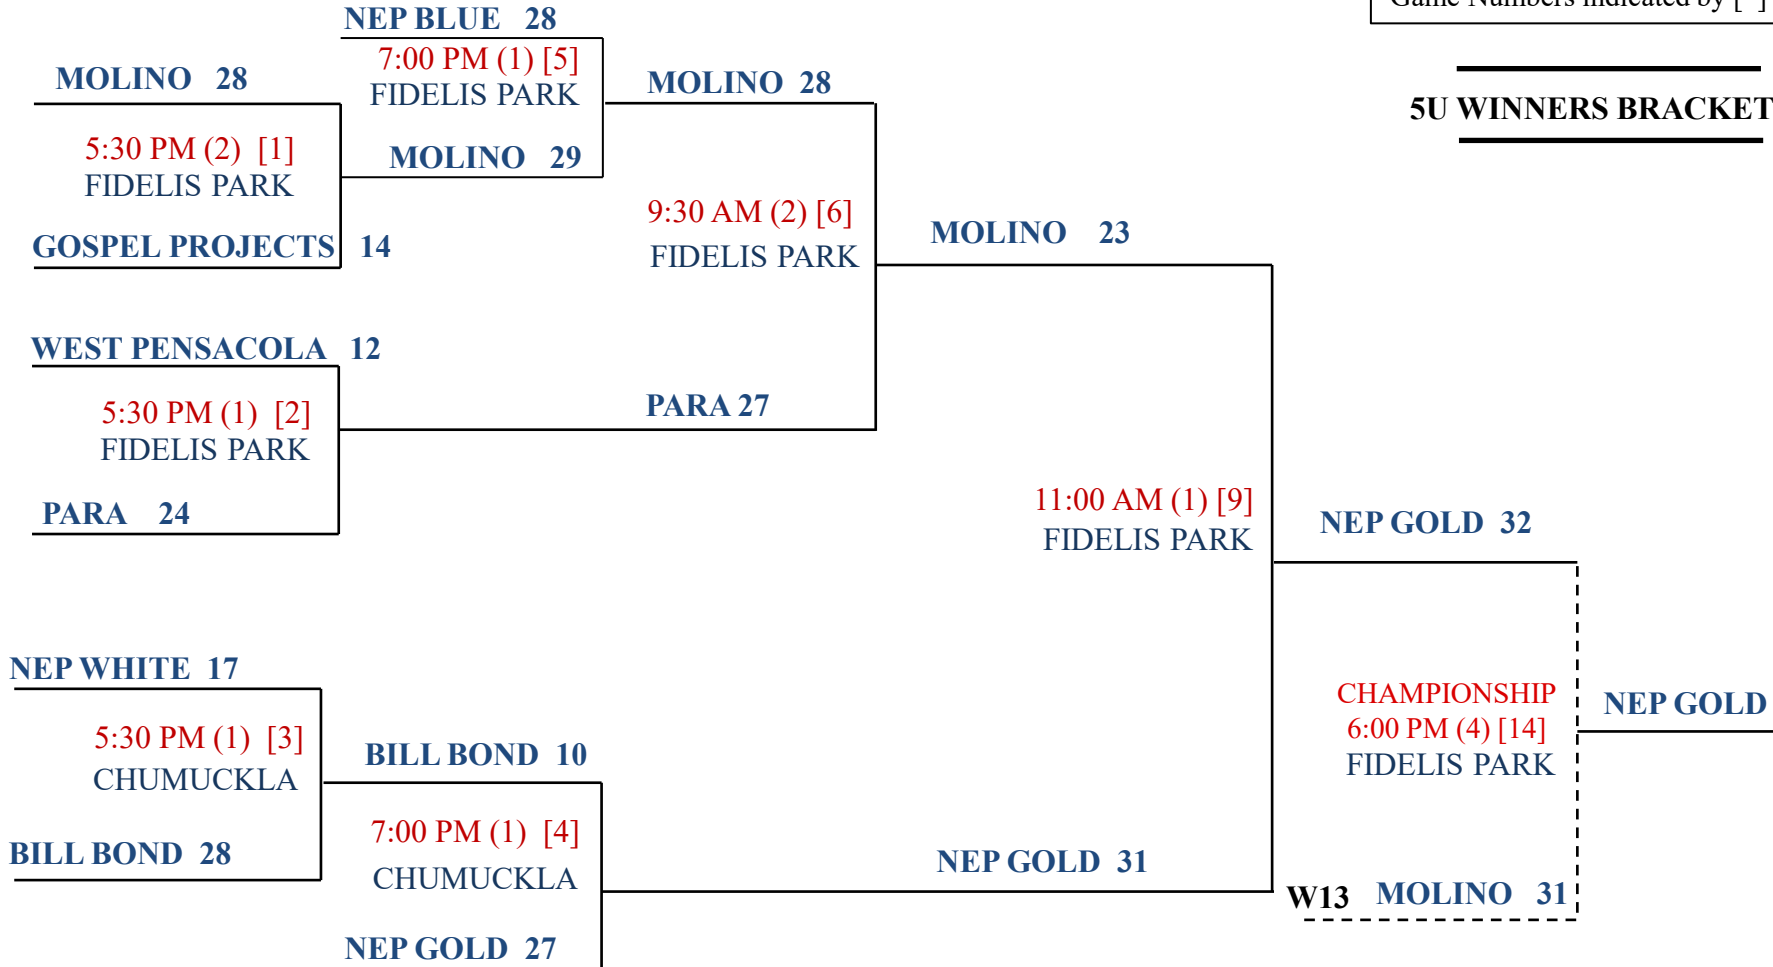 Game Numbers indicated by [ ]
5U WINNERS BRACKET
NEP BLUE 28
7:00 PM (1) [5]
FIDELIS PARK
MOLINO 29
MOLINO 28
5:30 PM (2) [1]
FIDELIS PARK
GOSPEL PROJECTS 14
MOLINO 28
9:30 AM (2) [6]
FIDELIS PARK
PARA 27
WEST PENSACOLA 12
5:30 PM (1) [2]
FIDELIS PARK
PARA 24
MOLINO 23
11:00 AM (1) [9]
FIDELIS PARK
NEP GOLD 31
NEP WHITE 17
5:30 PM (1) [3]
CHUMUCKLA
BILL BOND 28
BILL BOND 10
7:00 PM (1) [4]
CHUMUCKLA
NEP GOLD 27
NEP GOLD 32
CHAMPIONSHIP
6:00 PM (4) [14]
FIDELIS PARK
W13 MOLINO 31
NEP GOLD